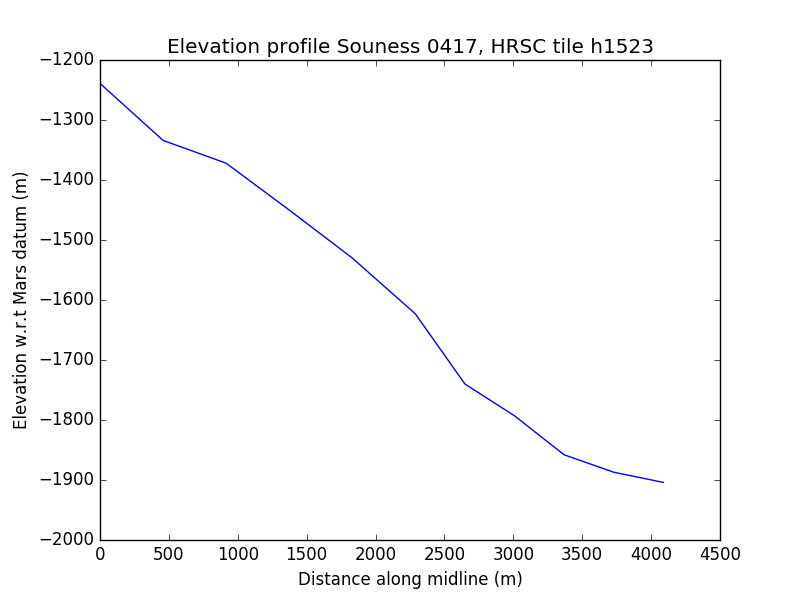 Elevation profile Souness 0417, HRSC tile h1523
Elevation w.r.t Mars datum (m)
−1200
−1300
−1400
−1500
−1600
−1700
−1800
−1900
−2000
0 500 1000 1500 2000 2500 3000 3500 4000 4500
Distance along midline (m)